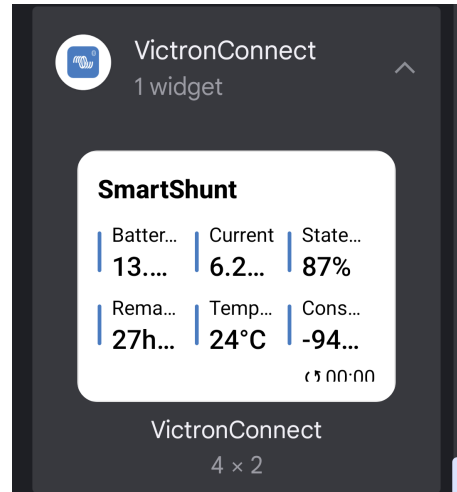 VictronConnect
1 widget
SmartShunt
Batter... Current State...
13.... 6.2... 87%
Rema... Temp... Cons...
27h... 24°C -94...
00:00
VictronConnect
4 × 2